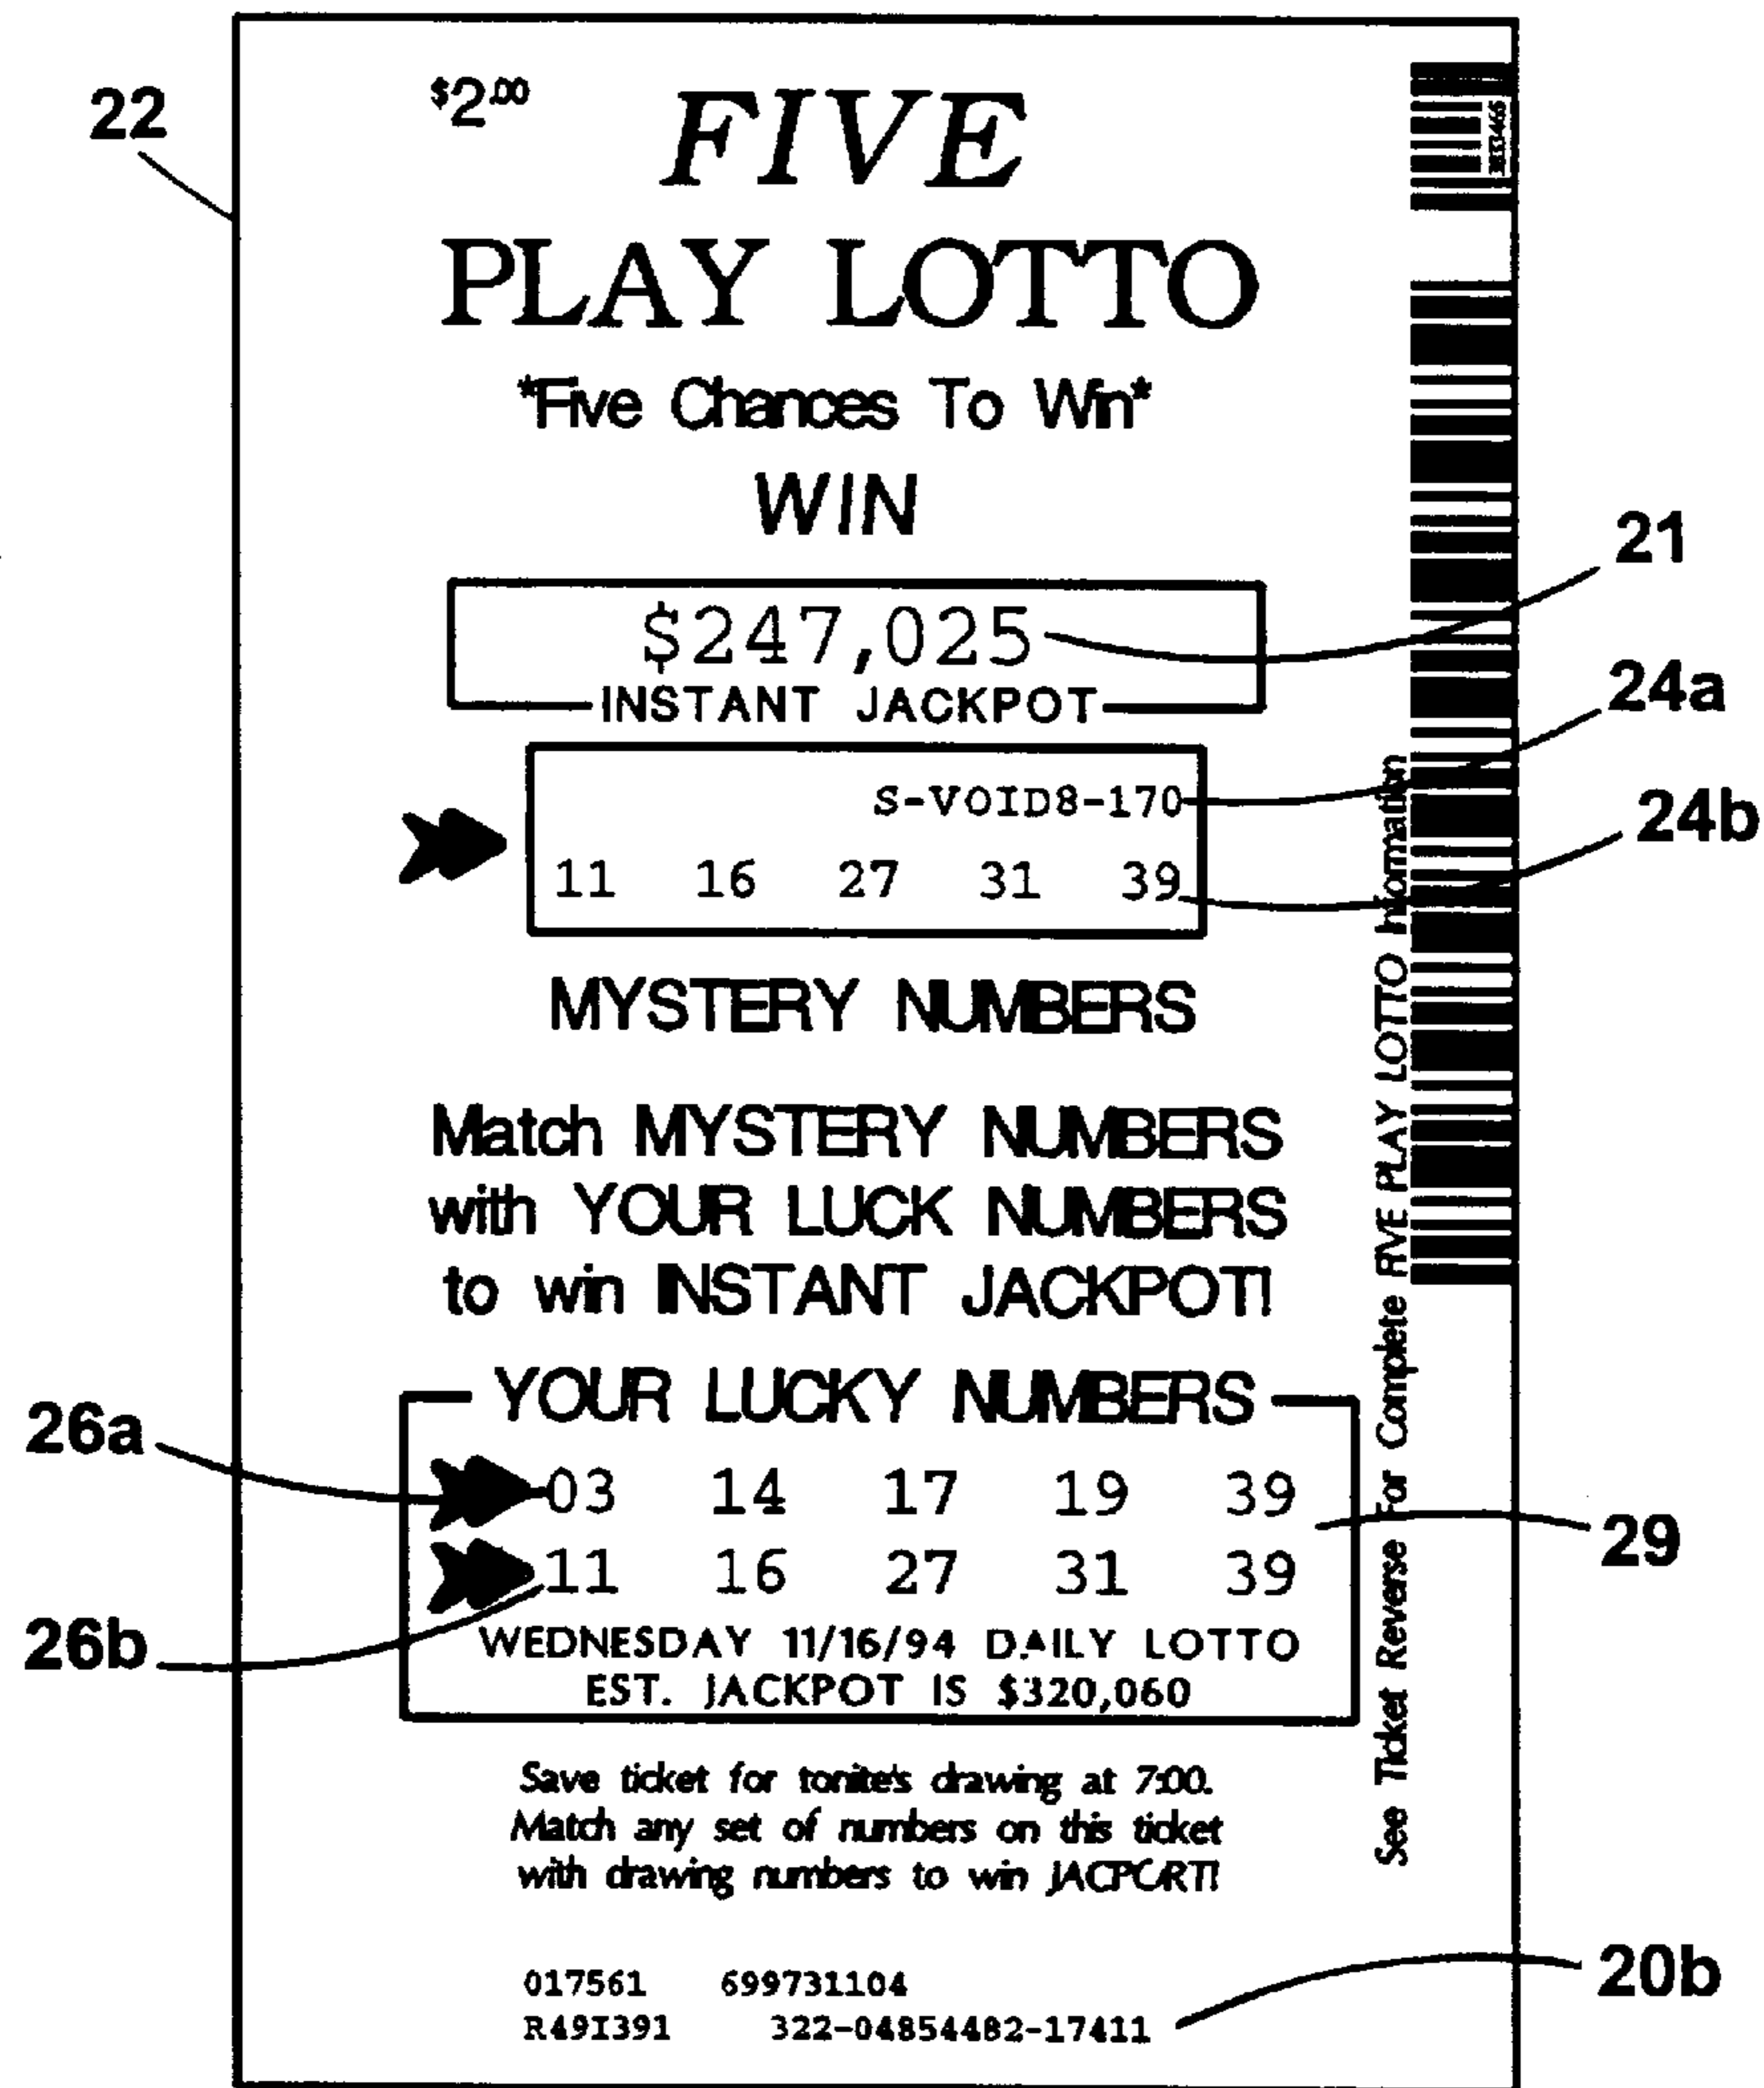 22
$2.00
FIVE
PLAY LOTTO
*Five Chances To Win*
WIN
$247,025
INSTANT JACKPOT
21
S-VOID8-170
24a
11 16 27 31 39
24b
MYSTERY NUMBERS
Match MYSTERY NUMBERS
with YOUR LUCK NUMBERS
to win INSTANT JACKPOT!
YOUR LUCKY NUMBERS
26a
03 14 17 19 39
29
11 16 27 31 39
26b
WEDNESDAY 11/16/94 DAILY LOTTO
EST. JACKPOT IS $320,060
Save ticket for tonite's drawing at 7:00.
Match any set of numbers on this ticket
with drawing numbers to win
017561 699731104
R49I391 322-04854482-17411
20b
See Ticket Reverse For Complete FIVE PLAY LOTTO Information